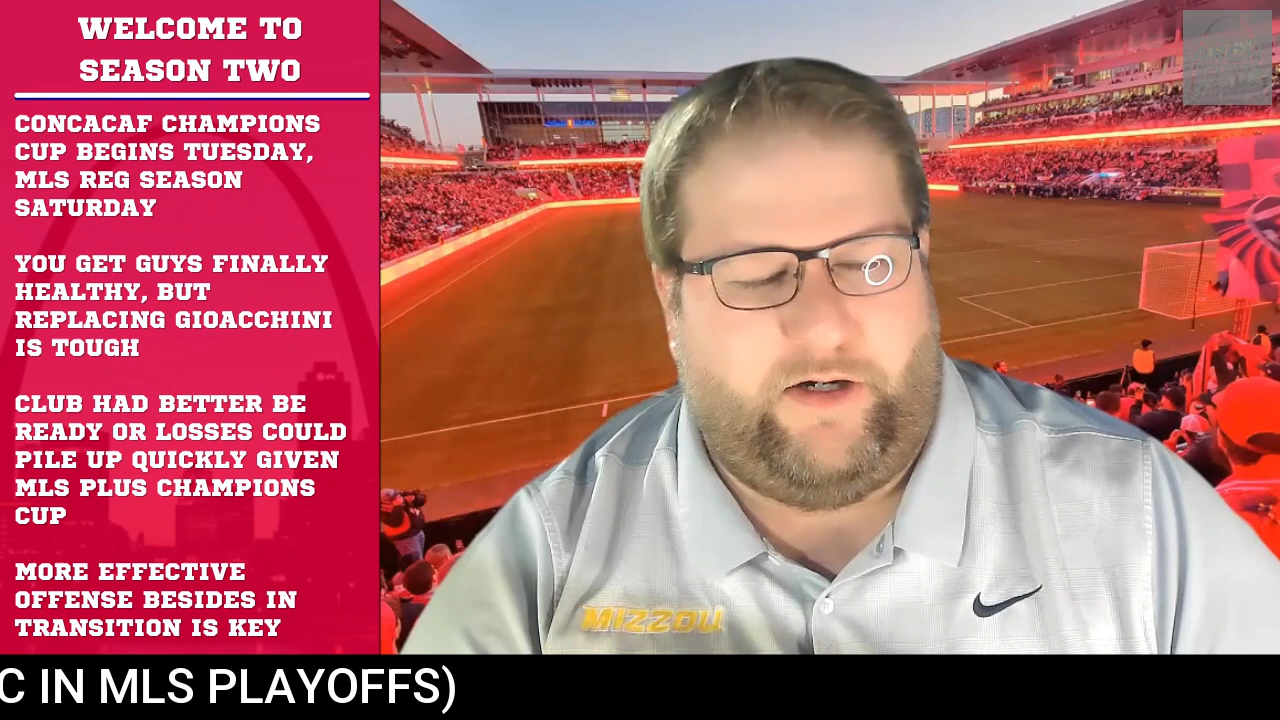 WELCOME TO
SEASON TWO
CONCACAF CHAMPIONS
CUP BEGINS TUESDAY,
MLS REG SEASON
SATURDAY
YOU GET GUYS FINALLY
HEALTHY, BUT
REPLACING GIOACCHINI
IS TOUGH
CLUB HAD BETTER BE
READY OR LOSSES COULD
PILE UP QUICKLY GIVEN
MLS PLUS CHAMPIONS
CUP
MORE EFFECTIVE
OFFENSE BESIDES IN
TRANSITION IS KEY
MIZZOU
C IN MLS PLAYOFFS)